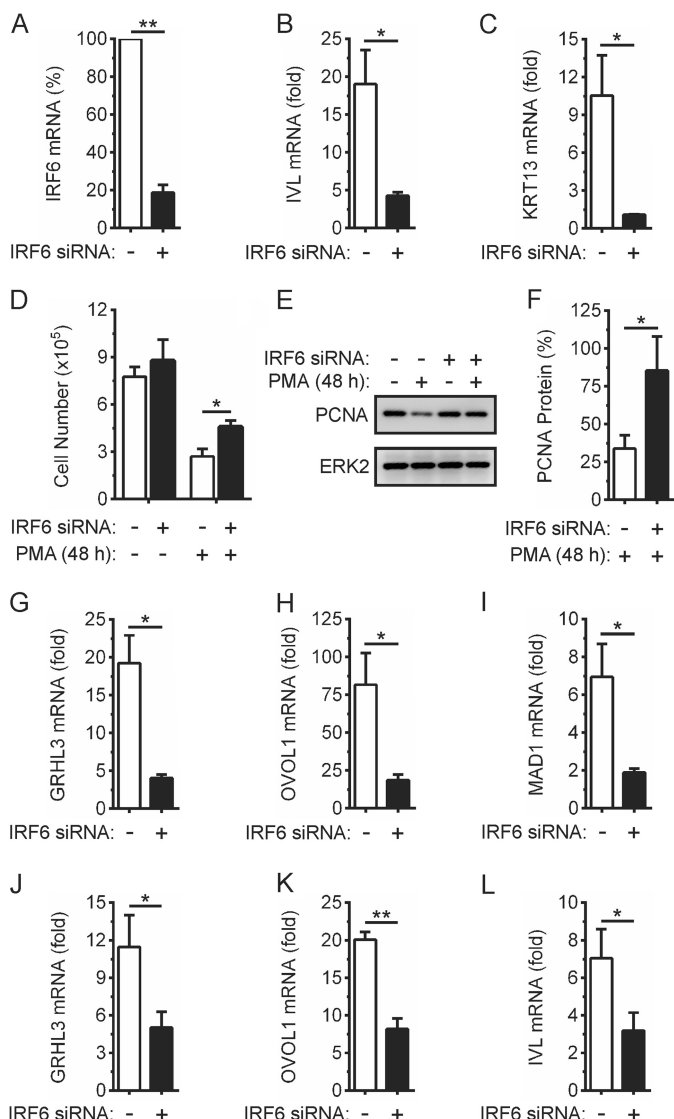 A
IRF6 mRNA (%)
100
80
60
40
20
0
**
IRF6 siRNA: - +
B
IVL mRNA (fold)
25
20
15
10
5
0
*
IRF6 siRNA: - +
C
KRT13 mRNA (fold)
15
12
9
6
3
0
*
IRF6 siRNA: - +
D
Cell Number (x10⁵)
12
9
6
3
0
*
IRF6 siRNA: - + - +
PMA (48 h): - - + +
E
IRF6 siRNA: - - + +
PMA (48 h): - + - +
PCNA
ERK2
F
PCNA Protein (%)
125
100
75
50
25
0
*
IRF6 siRNA: - +
PMA (48 h): + +
G
GRHL3 mRNA (fold)
25
20
15
10
5
0
*
IRF6 siRNA: - +
H
OVOL1 mRNA (fold)
125
100
75
50
25
0
*
IRF6 siRNA: - +
I
MAD1 mRNA (fold)
10
8
6
4
2
0
*
IRF6 siRNA: - +
J
GRHL3 mRNA (fold)
15
12
9
6
3
0
*
IRF6 siRNA: - +
K
OVOL1 mRNA (fold)
25
20
15
10
5
0
**
IRF6 siRNA: - +
L
IVL mRNA (fold)
10
8
6
4
2
0
*
IRF6 siRNA: - +